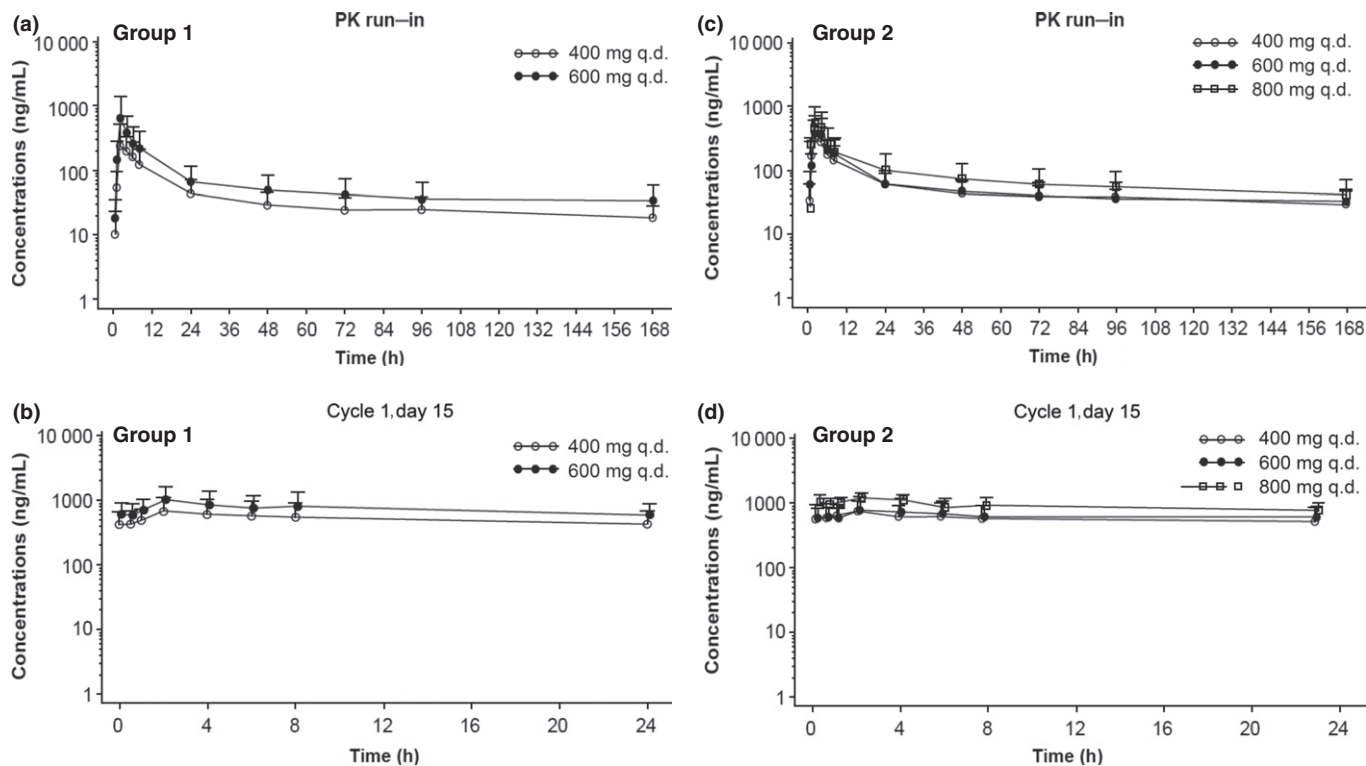 (a)
PK run—in
Group 1
400 mg q.d.
600 mg q.d.
Concentrations (ng/mL)
10 000
1000
100
10
1
0 12 24 36 48 60 72 84 96 108 120 132 144 156 168
Time (h)
(c)
PK run—in
Group 2
400 mg q.d.
600 mg q.d.
800 mg q.d.
Concentrations (ng/mL)
10 000
1000
100
10
1
0 12 24 36 48 60 72 84 96 108 120 132 144 156 168
Time (h)
(b)
Cycle 1, day 15
Group 1
400 mg q.d.
600 mg q.d.
Concentrations (ng/mL)
10 000
1000
100
10
1
0 4 8 12 16 20 24
Time (h)
(d)
Cycle 1, day 15
Group 2
400 mg q.d.
600 mg q.d.
800 mg q.d.
Concentrations (ng/mL)
10 000
1000
100
10
1
0 4 8 12 16 20 24
Time (h)